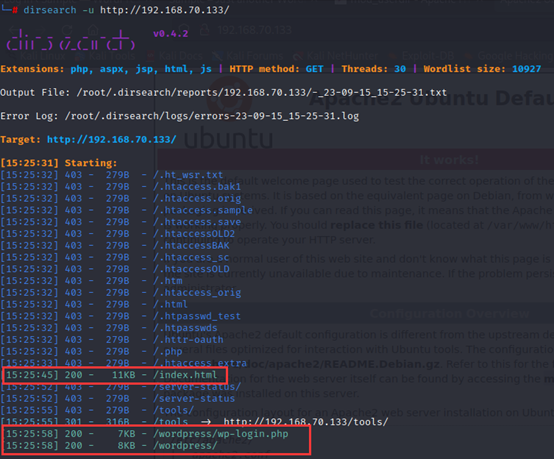 # dirsearch -u http://192.168.70.133/
v0.4.2
Extensions: php, aspx, jsp, html, js | HTTP method: GET | Threads: 30 | Wordlist size: 10927
Output File: /root/.dirsearch/reports/192.168.70.133/-_23-09-15_15-25-31.txt
Error Log: /root/.dirsearch/logs/errors-23-09-15_15-25-31.log
Target: http://192.168.70.133/
[15:25:31] Starting:
[15:25:32] 403 - 279B - /.ht_wsr.txt
[15:25:32] 403 - 279B - /.htaccess.bak1
[15:25:32] 403 - 279B - /.htaccess.orig
[15:25:32] 403 - 279B - /.htaccess.sample
[15:25:32] 403 - 279B - /.htaccess.save
[15:25:32] 403 - 279B - /.htaccessOLD2
[15:25:32] 403 - 279B - /.htaccessBAK
[15:25:32] 403 - 279B - /.htaccess_sc
[15:25:32] 403 - 279B - /.htaccessOLD
[15:25:32] 403 - 279B - /.htm
[15:25:32] 403 - 279B - /.htaccess_orig
[15:25:32] 403 - 279B - /.html
[15:25:32] 403 - 279B - /.htpasswd_test
[15:25:32] 403 - 279B - /.htpasswds
[15:25:32] 403 - 279B - /.httr-oauth
[15:25:32] 403 - 279B - /.php
[15:25:33] 403 - 279B - /.htaccess_extra
[15:25:45] 200 - 11KB - /index.html
[15:25:52] 403 - 279B - /server-status/
[15:25:52] 403 - 279B - /server-status
[15:25:55] 403 - 279B - /tools/
[15:25:55] 301 - 316B - /tools → http://192.168.70.133/tools/
[15:25:58] 200 - 7KB - /wordpress/wp-login.php
[15:25:58] 200 - 8KB - /wordpress/
Apache2 Ubuntu Defau
ubuntu
It works!
Configuration Overview